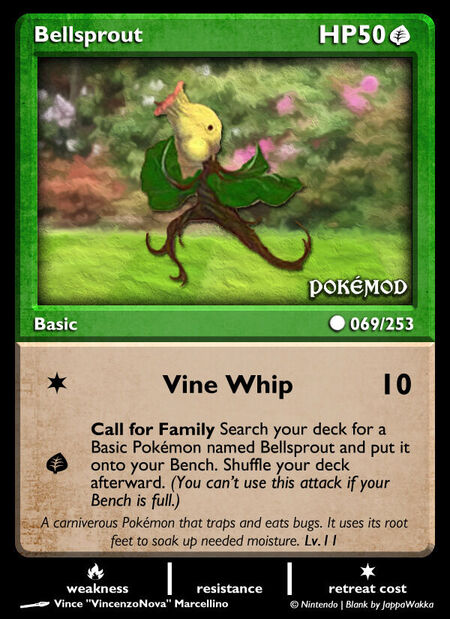 Bellsprout HP50
POKÉMOD
Basic 069/253
Vine Whip 10
Call for Family Search your deck for a
Basic Pokémon named Bellsprout and put it
onto your Bench. Shuffle your deck
afterward. (You can't use this attack if your
Bench is full.)
A carniverous Pokémon that traps and eats bugs. It uses its root
feet to soak up needed moisture. Lv.11
weakness resistance retreat cost
Vince "VincenzoNova" Marcellino © Nintendo | Blank by JappaWakka